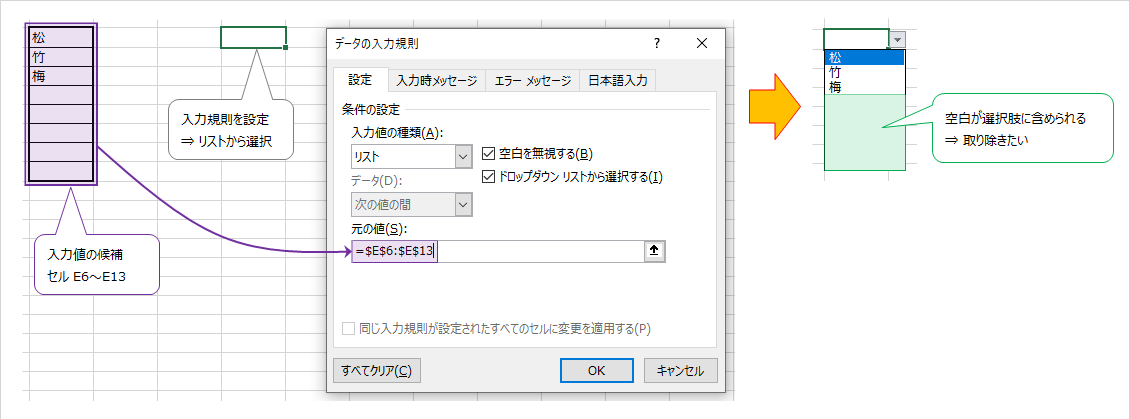 松
竹
梅
入力規則を設定
⇒ リストから選択
入力値の候補
セル E6～E13
データの入力規則
?
設定
入力時メッセージ
エラー メッセージ
日本語入力
条件の設定
入力値の種類(A):
リスト
空白を無視する(B)
データ(D):
ドロップダウン リストから選択する(I)
次の値の間
元の値(S):
=$E$6:$E$13
同じ入力規則が設定されたすべてのセルに変更を適用する(P)
すべてクリア(C)
OK
キャンセル
松
竹
梅
空白が選択肢に含められる
⇒ 取り除きたい